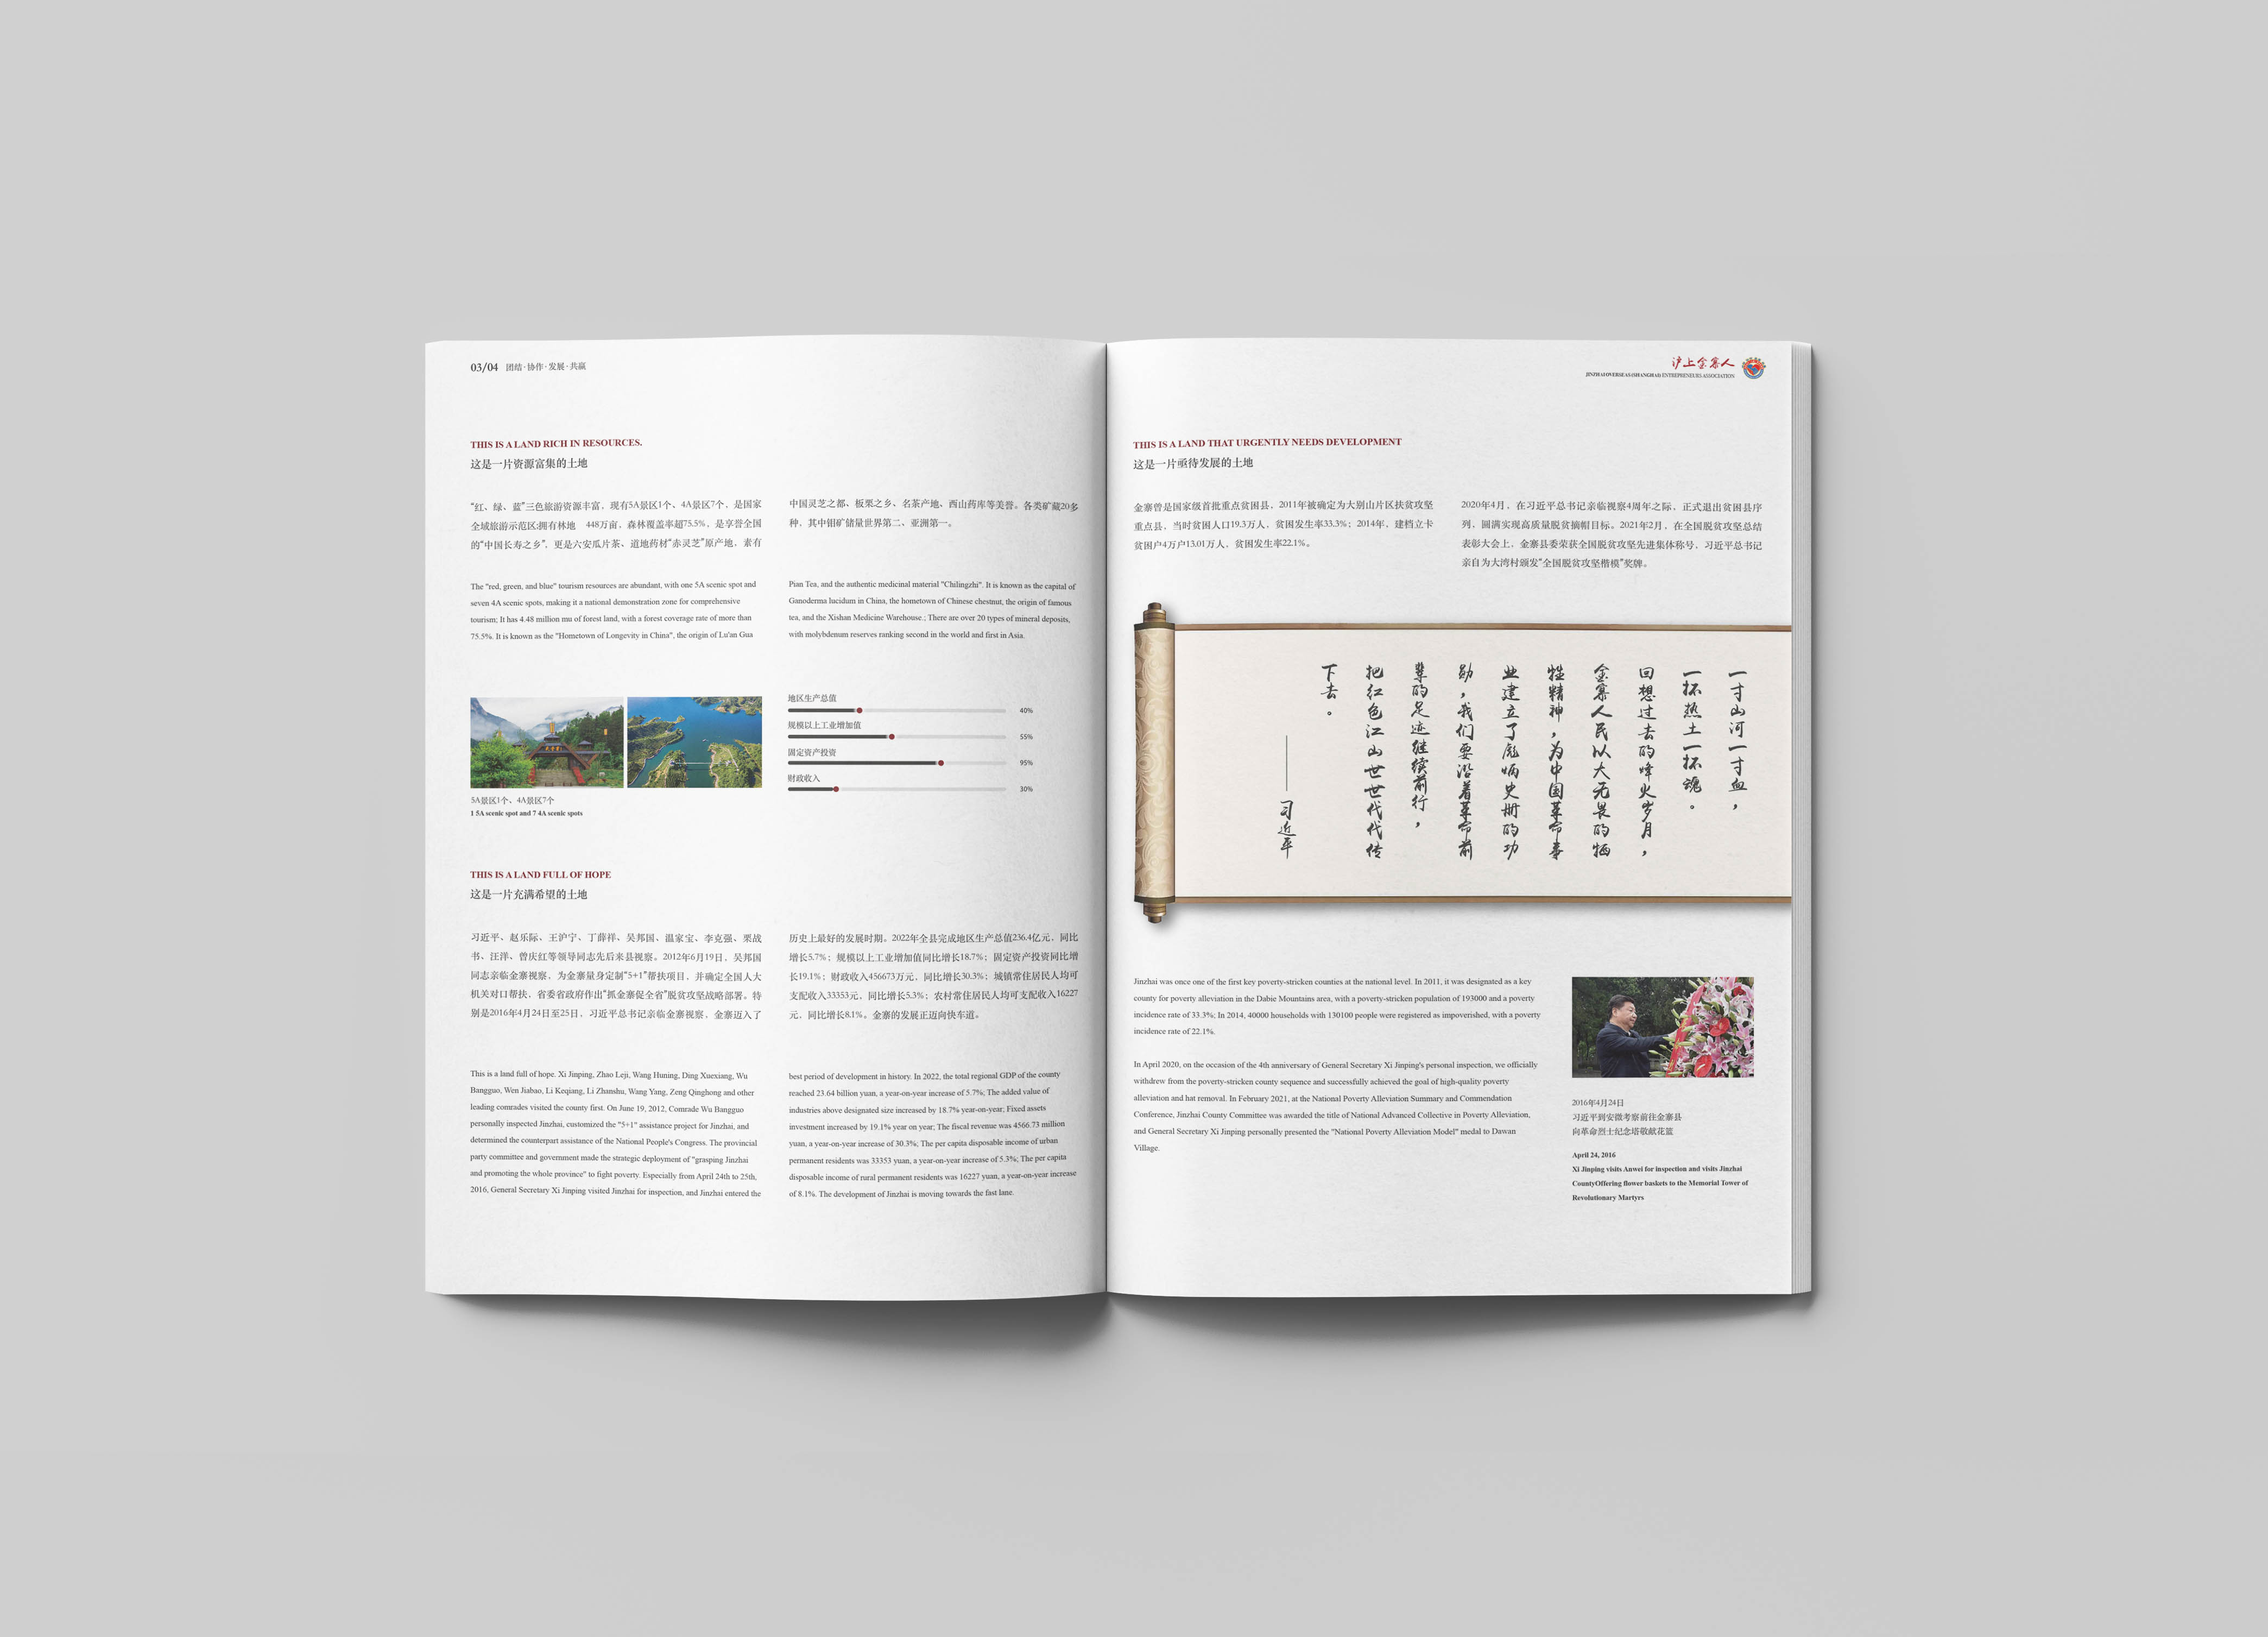 03/04 团结·协作·发展·共赢
THIS IS A LAND RICH IN RESOURCES.
这是一片资源富集的土地
“红、绿、蓝”三色旅游资源丰富，现有5A景区1个、4A景区7个，是国家
全域旅游示范区;拥有林地 448万亩，森林覆盖率超75.5%，是享誉全国
的“中国长寿之乡”，更是六安瓜片茶、道地药材“赤灵芝”原产地，素有
中国灵芝之都、板栗之乡、名茶产地、西山药库等美誉。各类矿藏20多
种，其中钼矿储量世界第二、亚洲第一。
The "red, green, and blue" tourism resources are abundant, with one 5A scenic spot and
seven 4A scenic spots, making it a national demonstration zone for comprehensive
tourism; It has 4.48 million mu of forest land, with a forest coverage rate of more than
75.5%. It is known as the "Hometown of Longevity in China", the origin of Lu'an Gua
Pian Tea, and the authentic medicinal material "Chilingzhi". It is known as the capital of
Ganoderma lucidum in China, the hometown of Chinese chestnut, the origin of famous
tea, and the Xishan Medicine Warehouse.; There are over 20 types of mineral deposits,
with molybdenum reserves ranking second in the world and first in Asia.
5A景区1个、4A景区7个
1 5A scenic spot and 7 4A scenic spots
地区生产总值
40%
规模以上工业增加值
55%
固定资产投资
95%
财政收入
30%
THIS IS A LAND FULL OF HOPE
这是一片充满希望的土地
习近平、赵乐际、王沪宁、丁薛祥、吴邦国、温家宝、李克强、栗战
书、汪洋、曾庆红等领导同志先后来县视察。2012年6月19日，吴邦国
同志亲临金寨视察，为金寨量身定制“5+1”帮扶项目，并确定全国人大
机关对口帮扶，省委省政府作出“抓金寨促全省”脱贫攻坚战略部署。特
别是2016年4月24日至25日，习近平总书记亲临金寨视察，金寨迈入了
历史上最好的发展时期。2022年全县完成地区生产总值236.4亿元，同比
增长5.7%；规模以上工业增加值同比增长18.7%；固定资产投资同比增
长19.1%；财政收入456673万元，同比增长30.3%；城镇常住居民人均可
支配收入33353元，同比增长5.3%；农村常住居民人均可支配收入16227
元，同比增长8.1%。金寨的发展正迈向快车道。
This is a land full of hope. Xi Jinping, Zhao Leji, Wang Huning, Ding Xuexiang, Wu
Bangguo, Wen Jiabao, Li Keqiang, Li Zhanshu, Wang Yang, Zeng Qinghong and other
leading comrades visited the county first. On June 19, 2012, Comrade Wu Bangguo
personally inspected Jinzhai, customized the "5+1" assistance project for Jinzhai, and
determined the counterpart assistance of the National People's Congress. The provincial
party committee and government made the strategic deployment of "grasping Jinzhai
and promoting the whole province" to fight poverty. Especially from April 24th to 25th,
2016, General Secretary Xi Jinping visited Jinzhai for inspection, and Jinzhai entered the
best period of development in history. In 2022, the total regional GDP of the county
reached 23.64 billion yuan, a year-on-year increase of 5.7%; The added value of
industries above designated size increased by 18.7% year-on-year; Fixed assets
investment increased by 19.1% year on year; The fiscal revenue was 4566.73 million
yuan, a year-on-year increase of 30.3%; The per capita disposable income of urban
permanent residents was 33353 yuan, a year-on-year increase of 5.3%; The per capita
disposable income of rural permanent residents was 16227 yuan, a year-on-year increase
of 8.1%. The development of Jinzhai is moving towards the fast lane.
沪上金寨人
JINZHAI OVERSEAS (SHANGHAI) ENTREPRENEURS ASSOCIATION
THIS IS A LAND THAT URGENTLY NEEDS DEVELOPMENT
这是一片亟待发展的土地
金寨曾是国家级首批重点贫困县，2011年被确定为大别山片区扶贫攻坚
重点县，当时贫困人口19.3万人，贫困发生率33.3%；2014年，建档立卡
贫困户4万户13.01万人，贫困发生率22.1%。
2020年4月，在习近平总书记亲临视察4周年之际，正式退出贫困县序
列，圆满实现高质量脱贫摘帽目标。2021年2月，在全国脱贫攻坚总结
表彰大会上，金寨县委荣获全国脱贫攻坚先进集体称号，习近平总书记
亲自为大湾村颁发“全国脱贫攻坚楷模”奖牌。
一寸山河一寸血，
一抔热土一抔魂。
回想过去的烽火岁月，
金寨人民以大无畏的牺
牲精神，为中国革命事
业建立了彪炳史册的功
勋，我们要沿着革命前
辈的足迹继续前行，
把红色江山世世代代传
下去。
——习近平
Jinzhai was once one of the first key poverty-stricken counties at the national level. In 2011, it was designated as a key
county for poverty alleviation in the Dabie Mountains area, with a poverty-stricken population of 193000 and a poverty
incidence rate of 33.3%; In 2014, 40000 households with 130100 people were registered as impoverished, with a poverty
incidence rate of 22.1%.
In April 2020, on the occasion of the 4th anniversary of General Secretary Xi Jinping's personal inspection, we officially
withdrew from the poverty-stricken county sequence and successfully achieved the goal of high-quality poverty
alleviation and hat removal. In February 2021, at the National Poverty Alleviation Summary and Commendation
Conference, Jinzhai County Committee was awarded the title of National Advanced Collective in Poverty Alleviation,
and General Secretary Xi Jinping personally presented the "National Poverty Alleviation Model" medal to Dawan
Village.
2016年4月24日
习近平到安微考察前往金寨县
向革命烈士纪念塔敬献花篮
April 24, 2016
Xi Jinping visits Anwei for inspection and visits Jinzhai
CountyOffering flower baskets to the Memorial Tower of
Revolutionary Martyrs